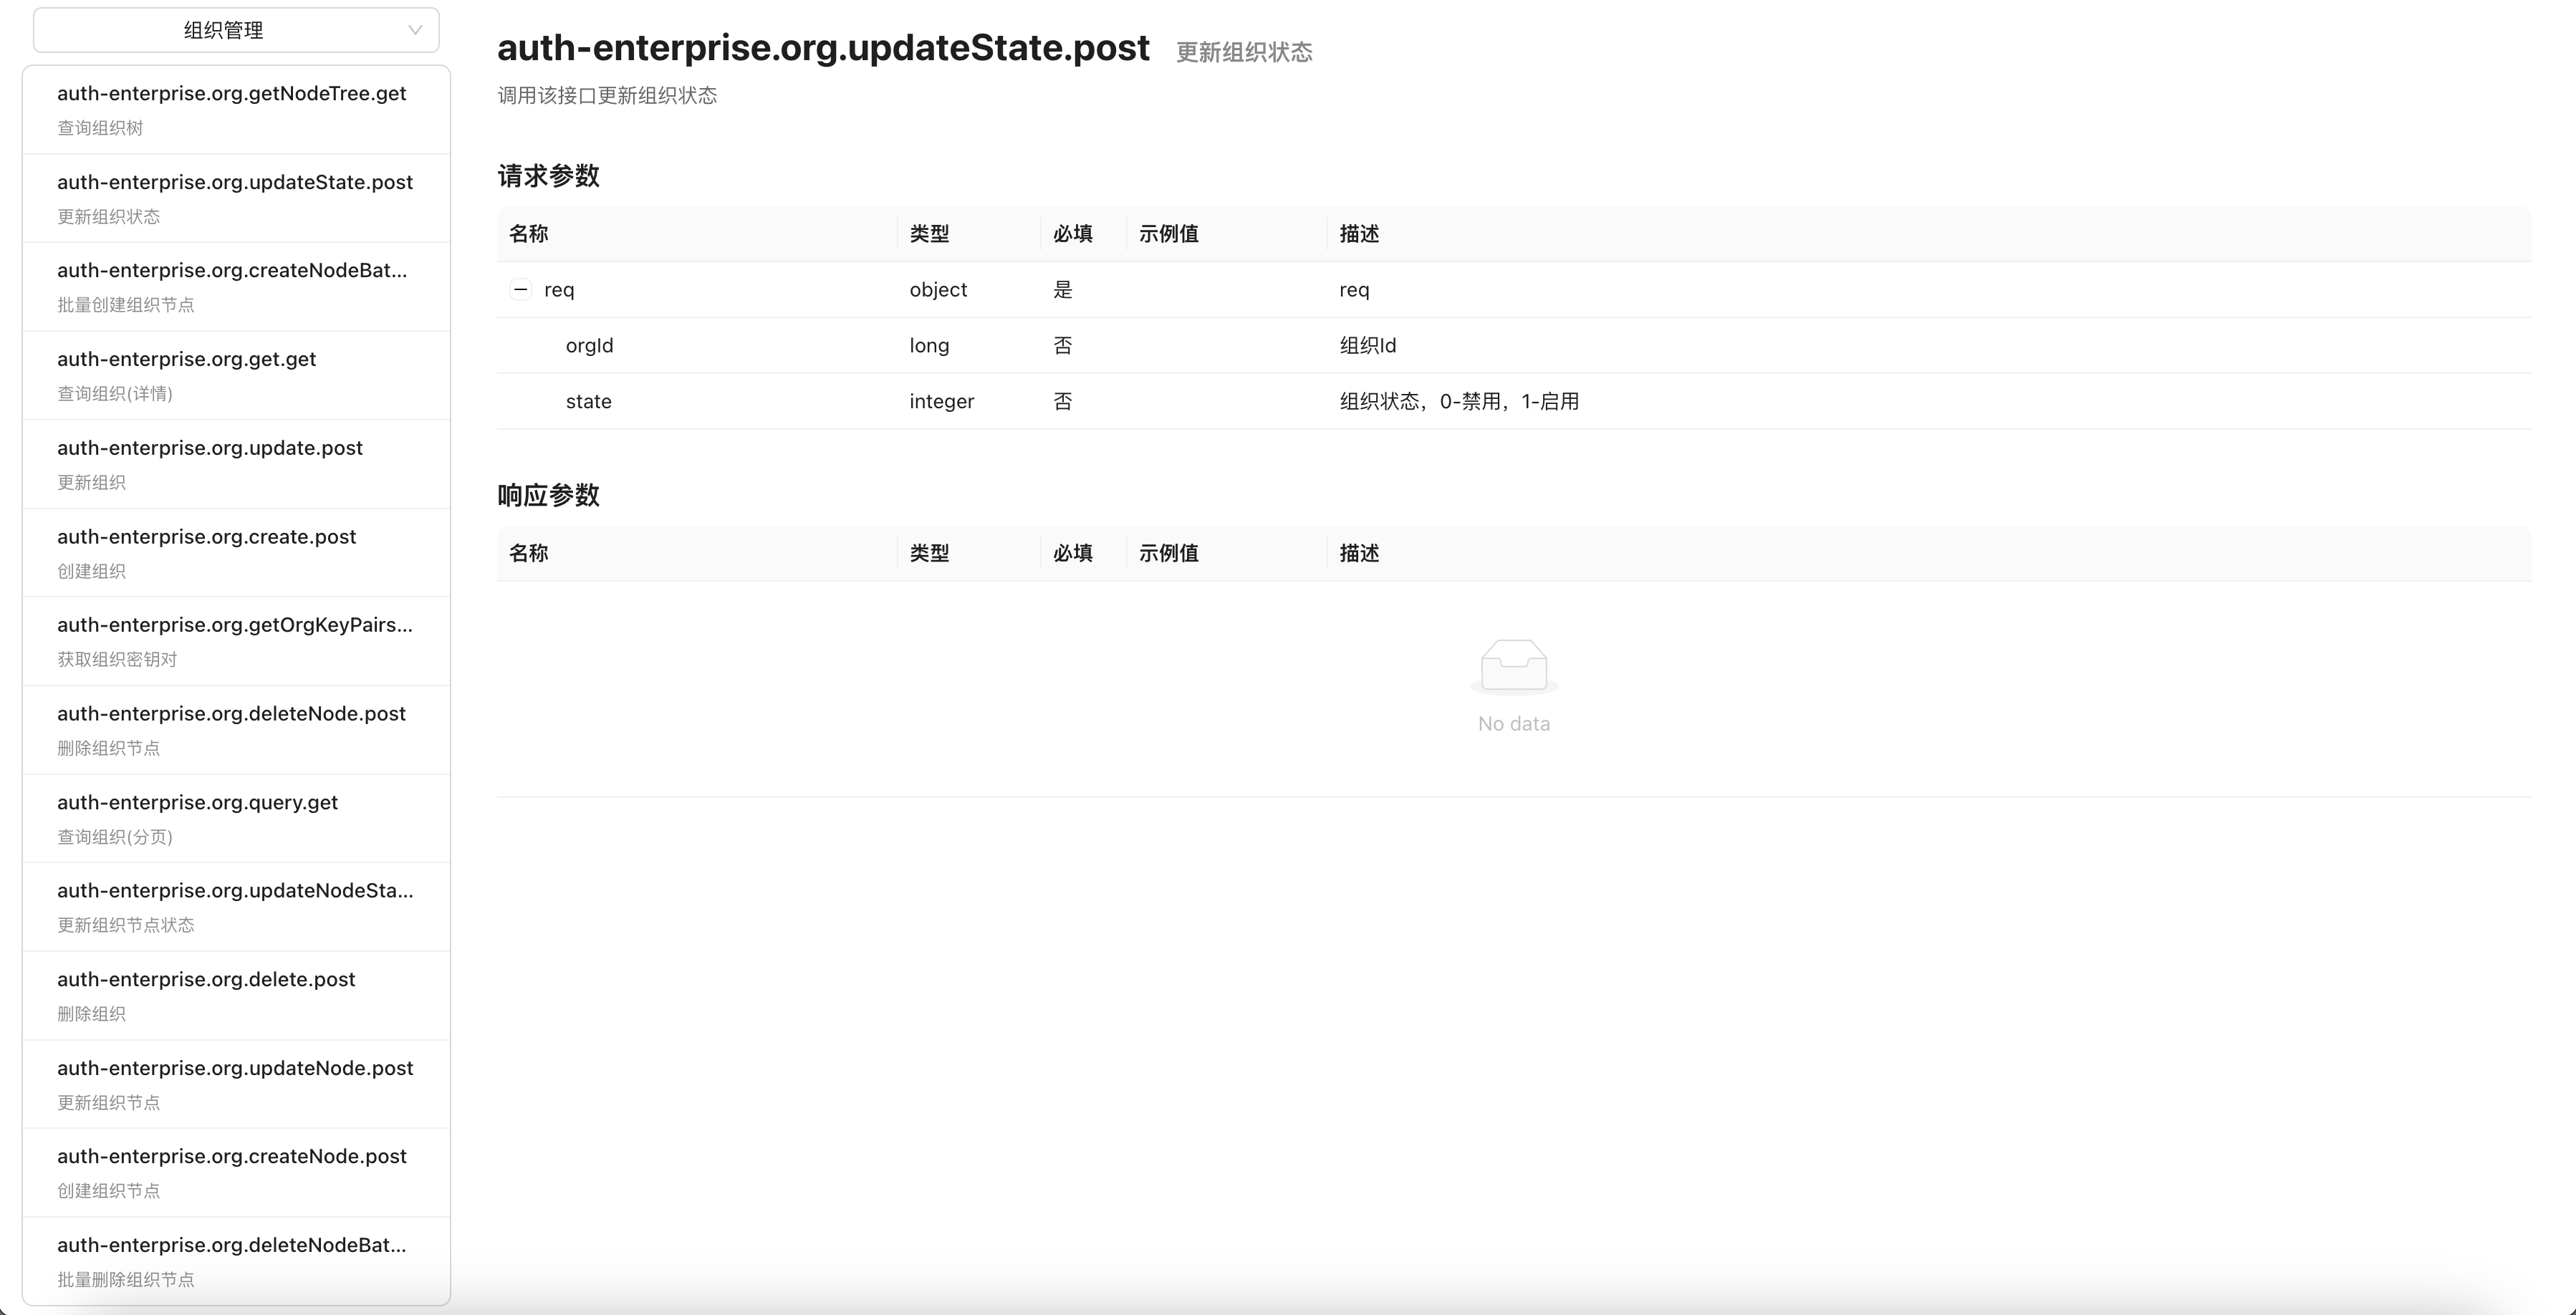 组织管理
auth-enterprise.org.getNodeTree.get
查询组织树
auth-enterprise.org.updateState.post
更新组织状态
auth-enterprise.org.createNodeBat...
批量创建组织节点
auth-enterprise.org.get.get
查询组织(详情)
auth-enterprise.org.update.post
更新组织
auth-enterprise.org.create.post
创建组织
auth-enterprise.org.getOrgKeyPairs...
获取组织密钥对
auth-enterprise.org.deleteNode.post
删除组织节点
auth-enterprise.org.query.get
查询组织(分页)
auth-enterprise.org.updateNodeSta...
更新组织节点状态
auth-enterprise.org.delete.post
删除组织
auth-enterprise.org.updateNode.post
更新组织节点
auth-enterprise.org.createNode.post
创建组织节点
auth-enterprise.org.deleteNodeBat...
批量删除组织节点
auth-enterprise.org.updateState.post 更新组织状态
调用该接口更新组织状态
请求参数
名称 类型 必填 示例值 描述
req object 是 req
orgId long 否 组织Id
state integer 否 组织状态，0-禁用，1-启用
响应参数
名称 类型 必填 示例值 描述
No data